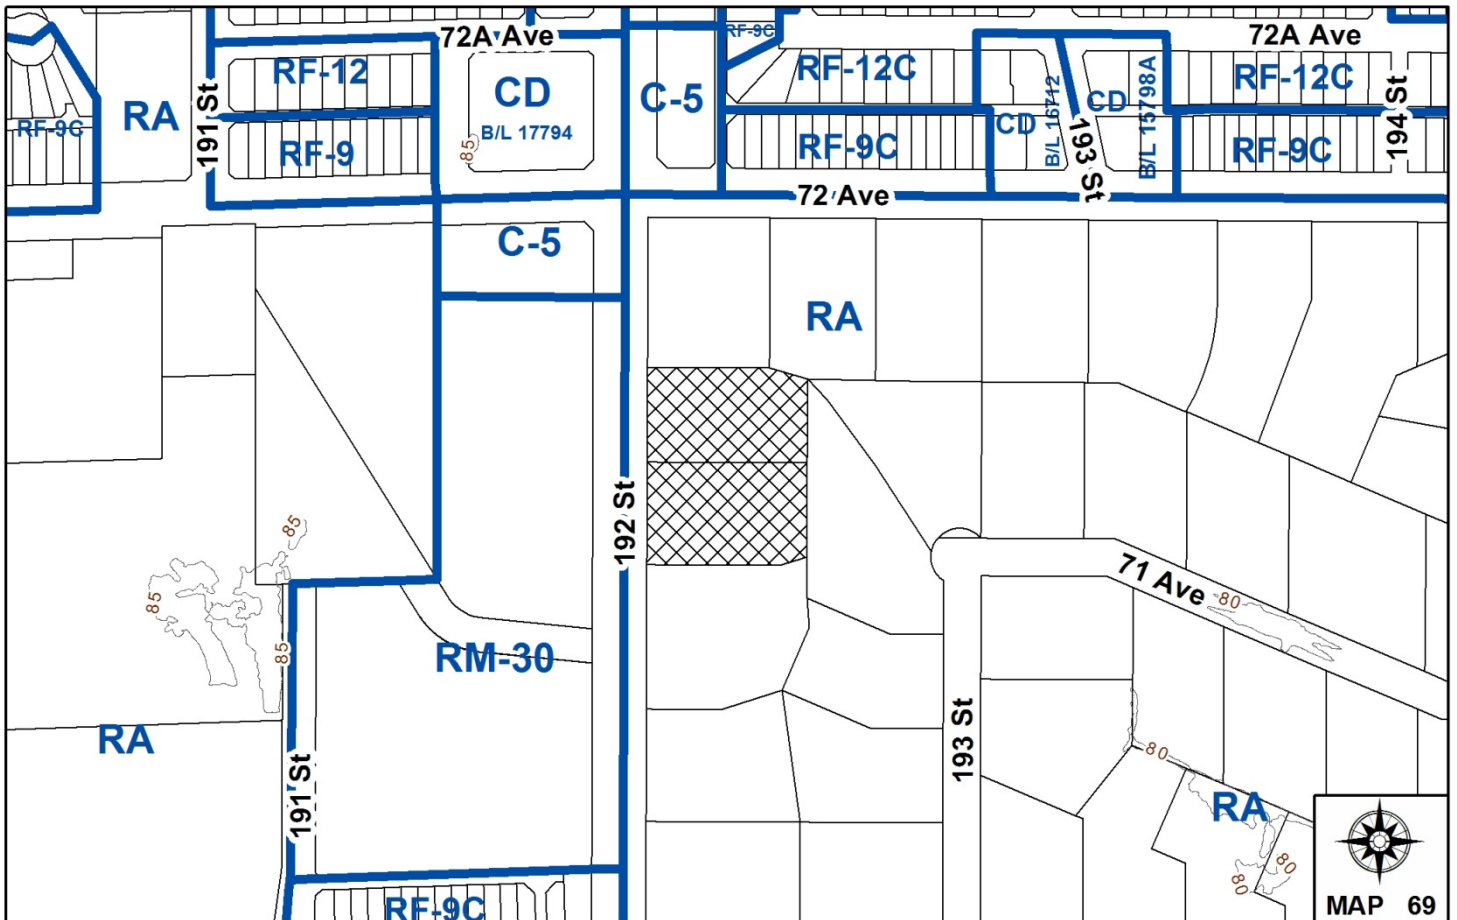 72A Ave
RF-9C
72A Ave
RF-12
RF-12C
RF-12C
RA
191 St
CD
B/L 17794
C-5
CD
B/L 16712
CD
B/L 15798A
194 St
RF-9C
RF-9
85
RF-9C
193 St
RF-9C
72 Ave
C-5
RA
192 St
85
85
85
71 Ave
80
RM-30
RA
191 St
193 St
80
RA
80
80
RF-9C
MAP 69